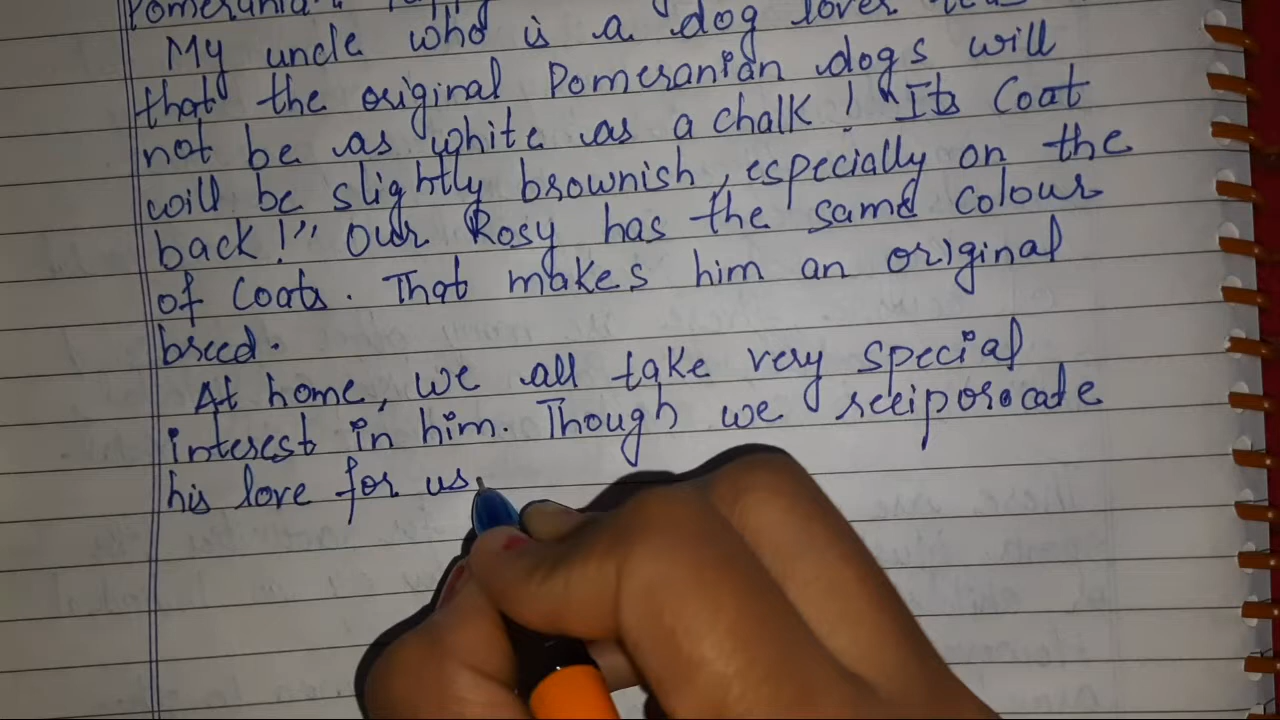 Pomerania
My uncle who is a dog lover
that the original Pomeranian dogs will
not be as white as a chalk ! "Its Coat
will be slightly brownish, especially on the
back !" Our Rosy has the same colour
of Coats. That makes him an original
breed.
At home, we all take very special
interest in him. Though we reeiporocate
his love for us,